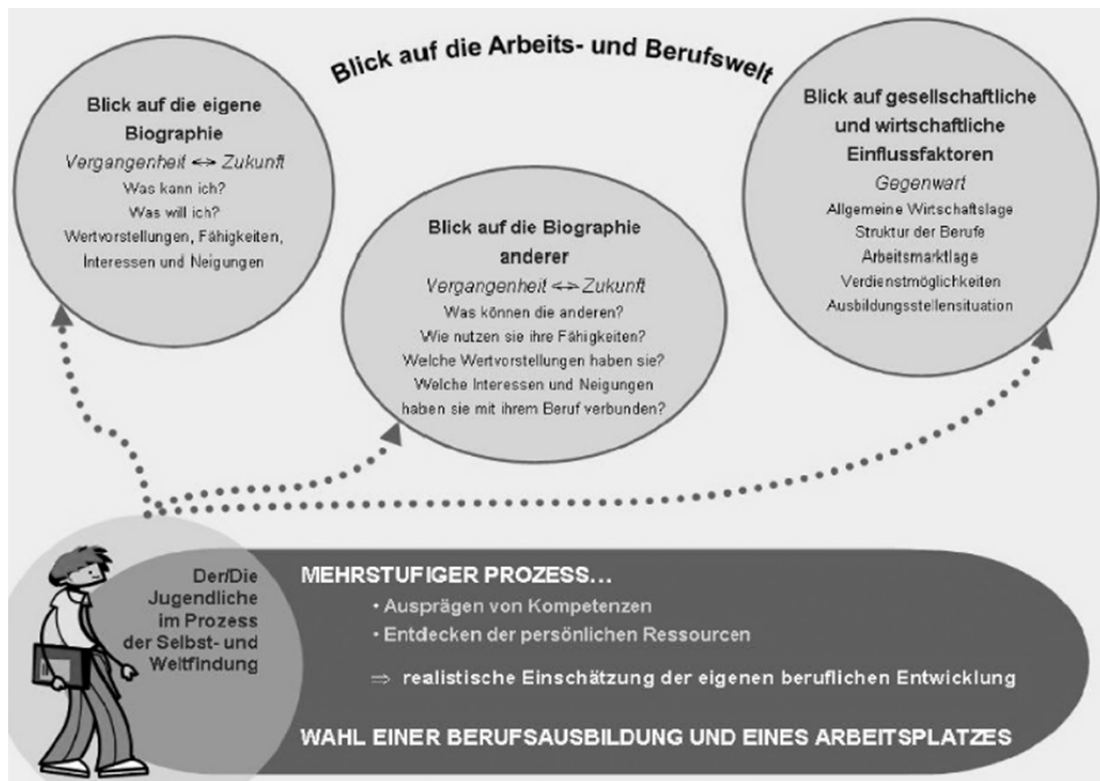 Blick auf die Arbeits- und Berufswelt
Blick auf die eigene
Biographie
Vergangenheit <-> Zukunft
Was kann ich?
Was will ich?
Wertvorstellungen, Fähigkeiten,
Interessen und Neigungen
Blick auf die Biographie
anderer
Vergangenheit <-> Zukunft
Was können die anderen?
Wie nutzen sie ihre Fähigkeiten?
Welche Wertvorstellungen haben sie?
Welche Interessen und Neigungen
haben sie mit ihrem Beruf verbunden?
Blick auf gesellschaftliche
und wirtschaftliche
Einflussfaktoren
Gegenwart
Allgemeine Wirtschaftslage
Struktur der Berufe
Arbeitsmarktlage
Verdienstmöglichkeiten
Ausbildungsstellensituation
Der/Die
Jugendliche
im Prozess
der Selbst- und
Weltfindung
MEHRSTUFIGER PROZESS...
• Ausprägen von Kompetenzen
• Entdecken der persönlichen Ressourcen
⇒ realistische Einschätzung der eigenen beruflichen Entwicklung
WAHL EINER BERUFSAUSBILDUNG UND EINES ARBEITSPLATZES